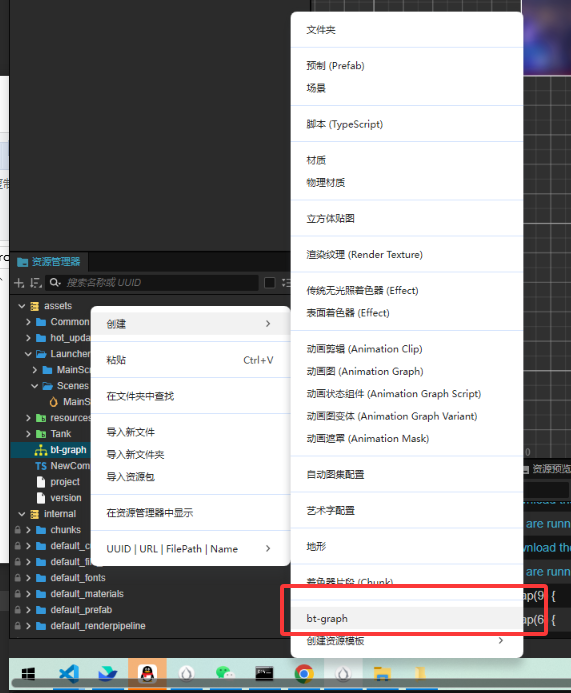 文件夹
预制 (Prefab)
场景
脚本 (TypeScript)
材质
物理材质
立方体贴图
渲染纹理 (Render Texture)
传统无光照着色器 (Effect)
表面着色器 (Effect)
动画剪辑 (Animation Clip)
动画图 (Animation Graph)
动画状态组件 (Animation Graph Script)
动画图变体 (Animation Graph Variant)
动画遮罩 (Animation Mask)
自动图集配置
艺术字配置
地形
着色器片段 (Chunk)
bt-graph
创建资源模板
资源管理器
搜索名称或 UUID
assets
Common
hot_upda
Launcher
MainSc
Scenes
MainS
resources
Tank
bt-graph
TS NewComp
project
version
internal
chunks
default_c
default_fi
default_fonts
default_materials
default_prefab
default_renderpipeline
创建
粘贴 Ctrl+V
在文件夹中查找
导入新文件
导入新文件夹
导入资源包
在资源管理器中显示
UUID | URL | FilePath | Name
0
资源预览
nload the
are runn
wnload the
are runn
ap(9) {
ap(6) {